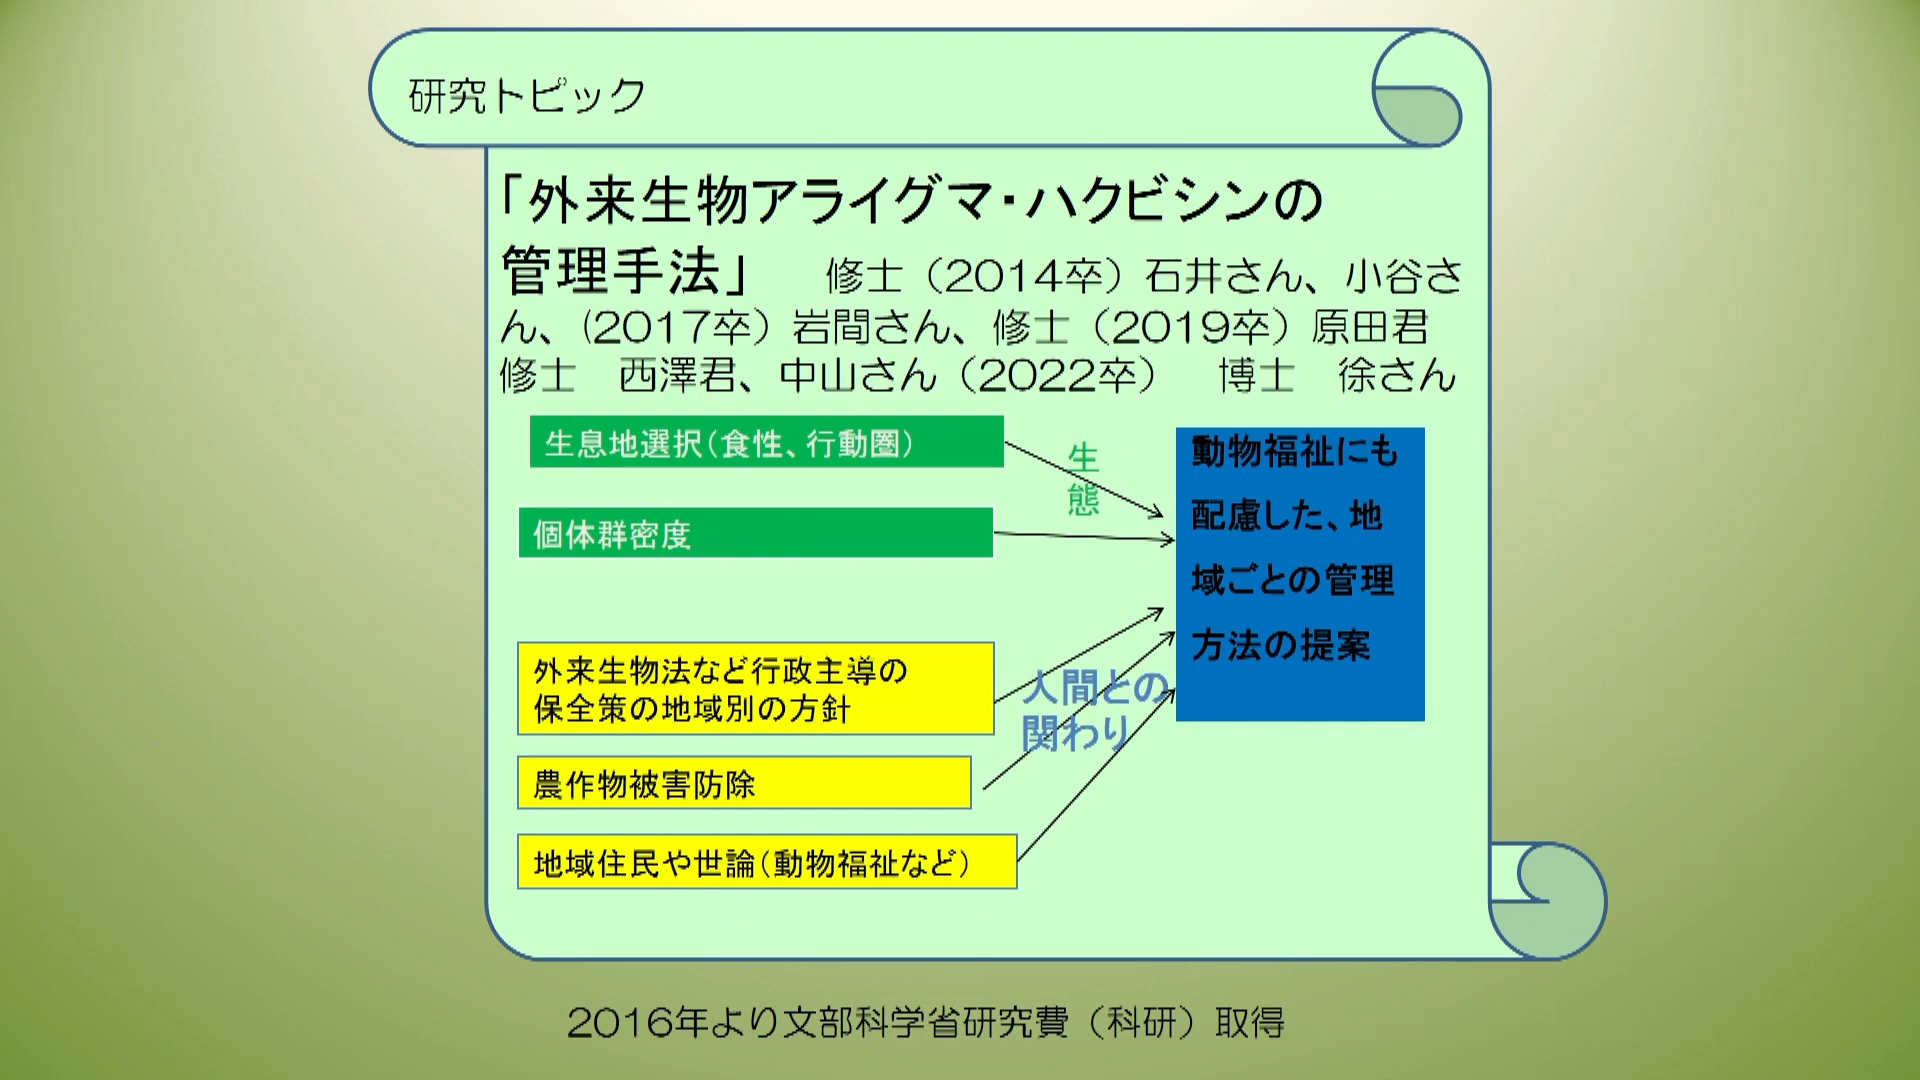 研究トピック
「外来生物アライグマ・ハクビシンの
管理手法」　修士（2014卒）石井さん、小谷さ
ん、(2017卒）岩間さん、修士（2019卒）原田君
修士　西澤君、中山さん（2022卒）　博士　徐さん
生息地選択（食性、行動圏）
個体群密度
生
態
外来生物法など行政主導の
保全策の地域別の方針
農作物被害防除
地域住民や世論（動物福祉など）
人間との
関わり
動物福祉にも
配慮した、地
域ごとの管理
方法の提案
2016年より文部科学省研究費（科研）取得